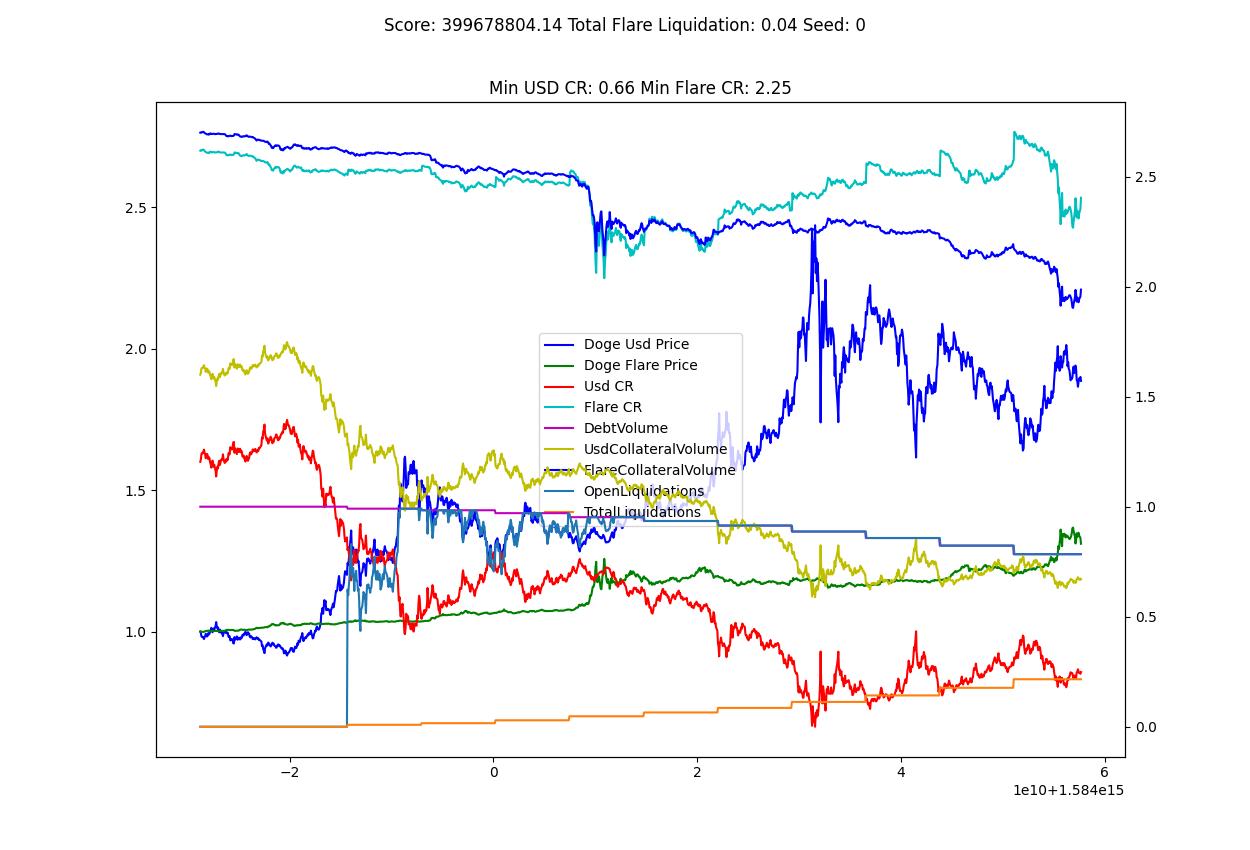 Score: 399678804.14 Total Flare Liquidation: 0.04 Seed: 0
Min USD CR: 0.66 Min Flare CR: 2.25
2.5
2.0
1.5
1.0
2.5
2.0
1.5
1.0
0.5
0.0
Doge Usd Price
Doge Flare Price
Usd CR
Flare CR
DebtVolume
UsdCollateralVolume
FlareCollateralVolume
OpenLiquidations
TotalLiquidations
−2 0 2 4 6
1e10+1.584e15